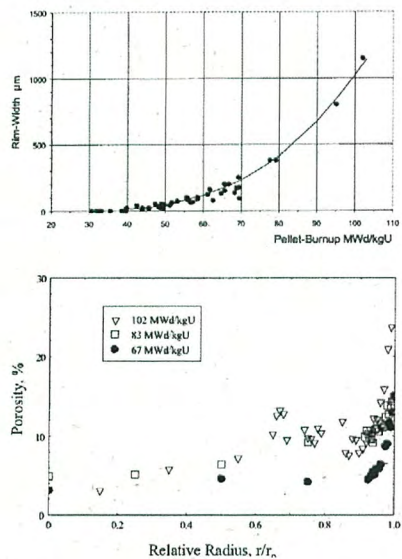 1500
1000
500
0
Rim-Width µm
20 30 40 50 60 70 80 90 100 110
Pellet-Burnup MWd/kgU
30
20
10
0
Porosity, %
▽ 102 MWd/kgU
□ 83 MWd/kgU
● 67 MWd/kgU
0.0 0.2 0.4 0.6 0.8 1.0
Relative Radius, r/r₀